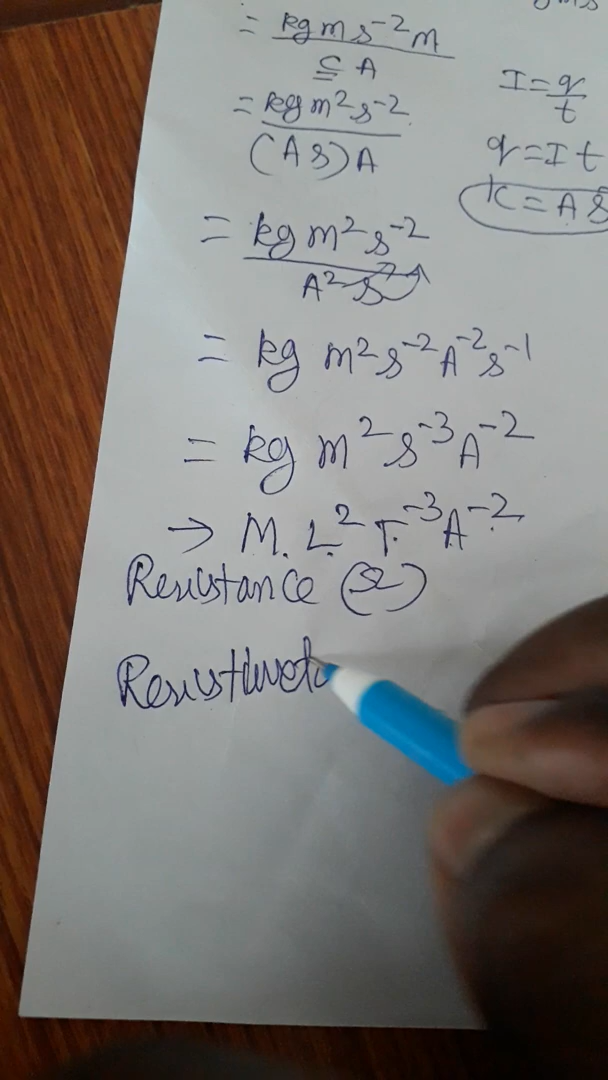 = kg m s⁻² m
C A
= kg m² s⁻²
(A s) A
I = q
t
q = I t
C = A s
= kg m² s⁻²
A² s
= kg m² s⁻² A⁻² s⁻¹
= kg m² s⁻³ A⁻²
→ M. L.² T.⁻³ A⁻²
Resistance (Ω)